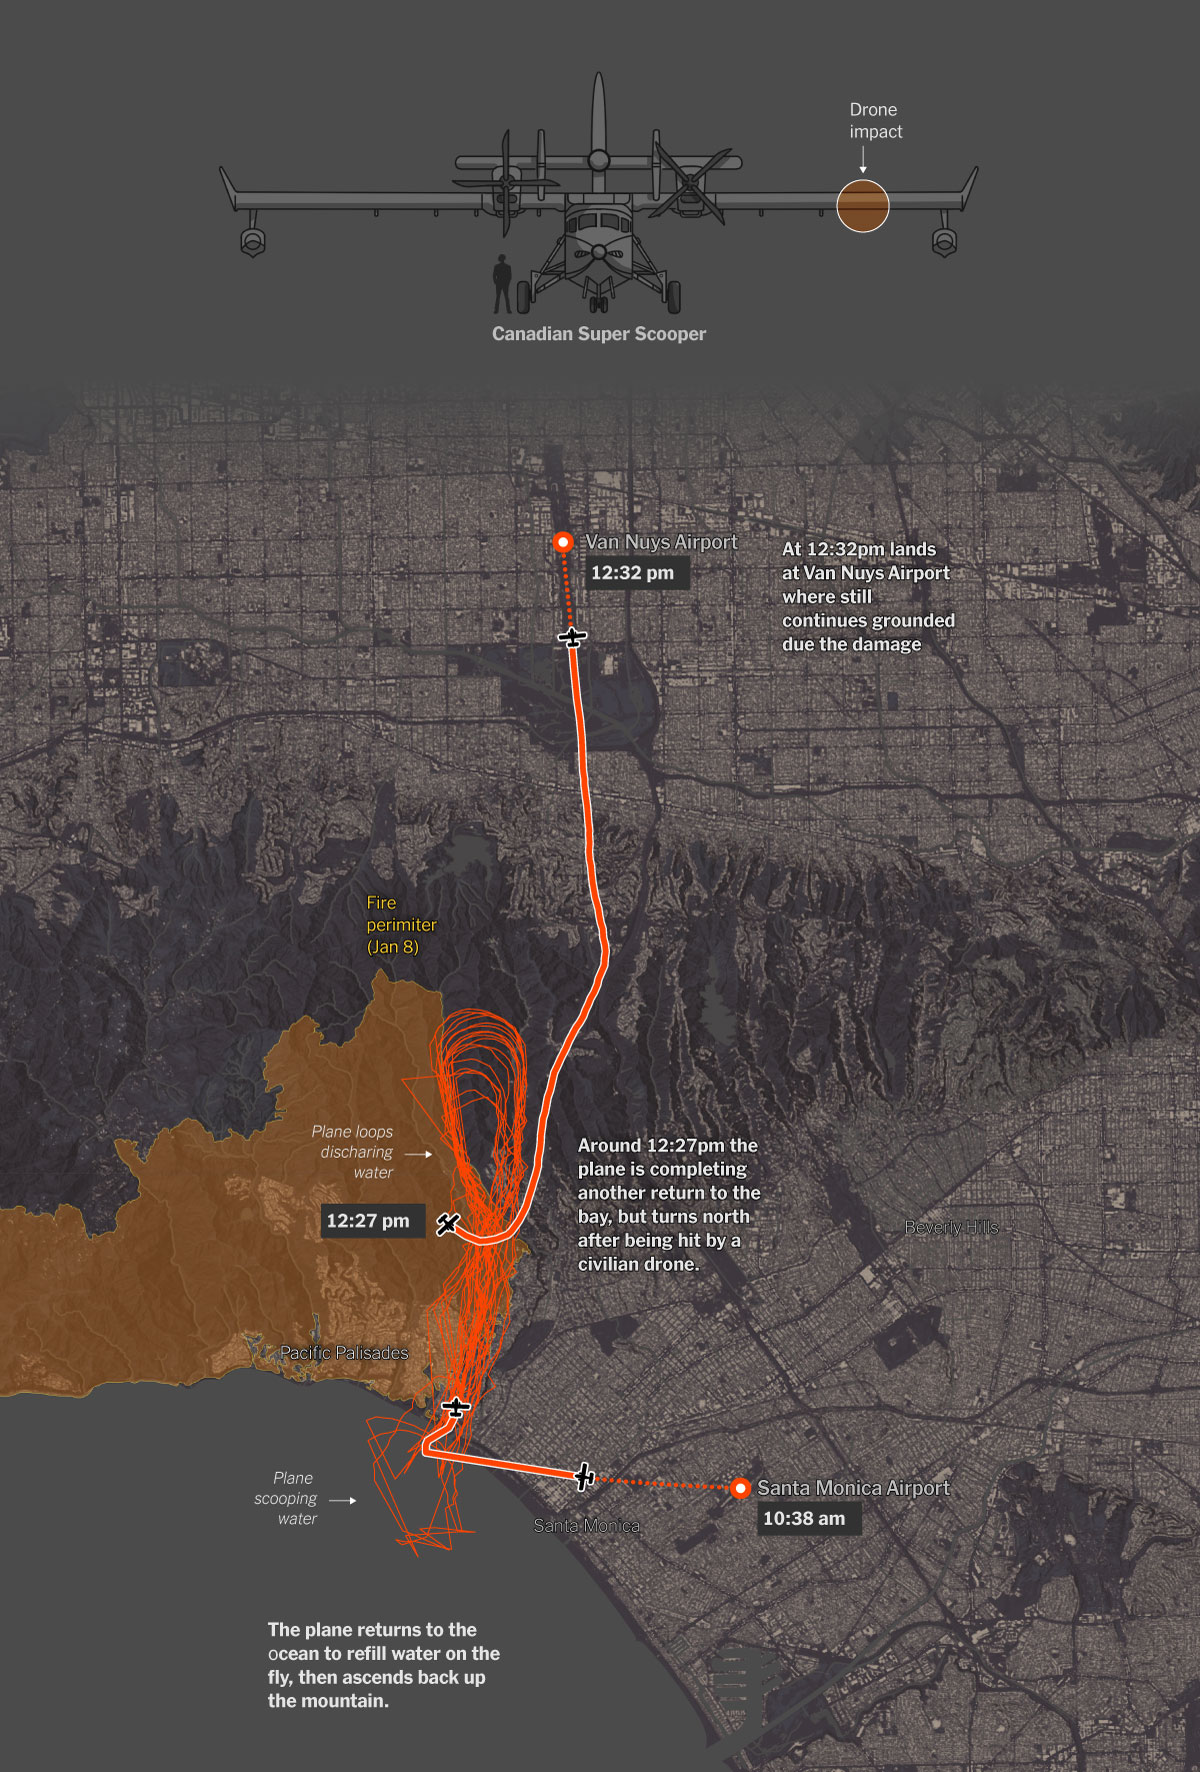 Drone
impact
Canadian Super Scooper
Van Nuys Airport
12:32 pm
At 12:32pm lands
at Van Nuys Airport
where still
continues grounded
due the damage
Fire
perimiter
(Jan 8)
Plane loops
discharing
water
12:27 pm
Around 12:27pm the
plane is completing
another return to the
bay, but turns north
after being hit by a
civilian drone.
Beverly Hills
Pacific Palisades
Plane
scooping
water
Santa Monica Airport
10:38 am
Santa Monica
The plane returns to the
ocean to refill water on the
fly, then ascends back up
the mountain.